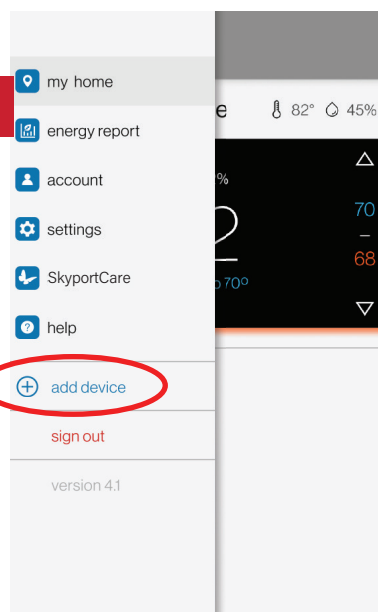 my home
energy report
account
settings
SkyportCare
help
add device
sign out
version 4.1
e 82° 45%
%
2
70
–
68
o 70°